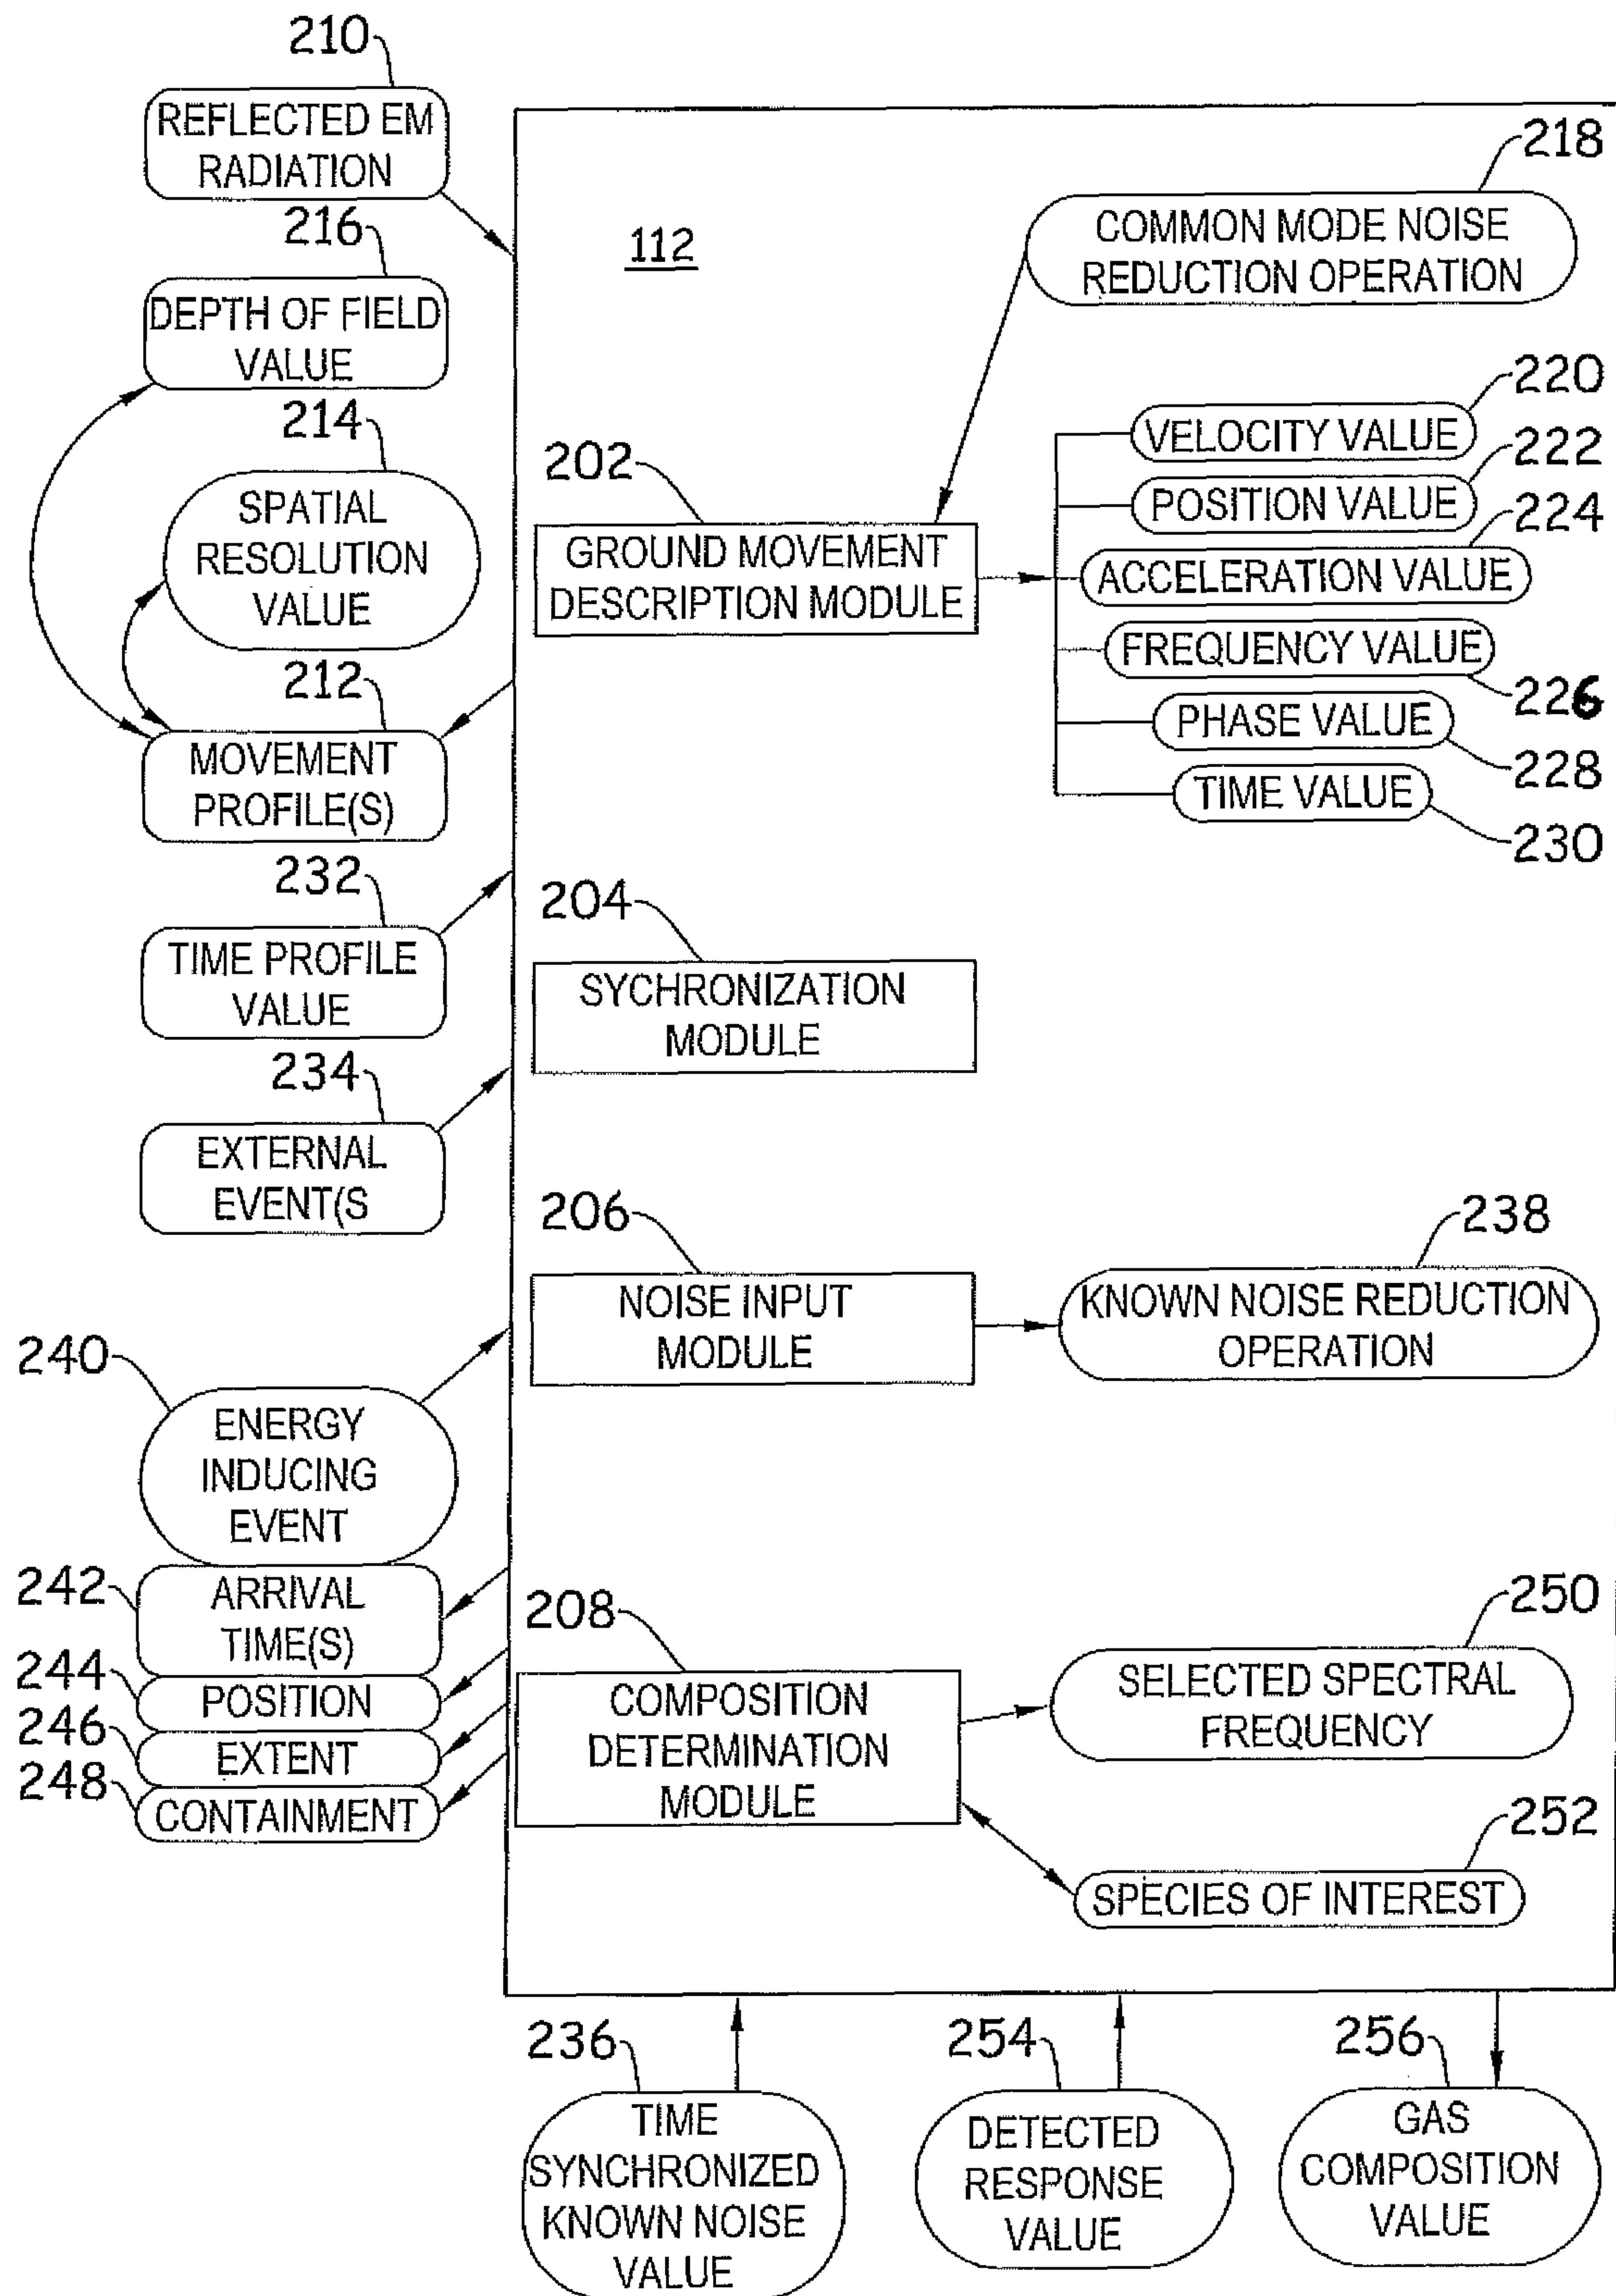 210
REFLECTED EM
RADIATION
216
DEPTH OF FIELD
VALUE
214
SPATIAL
RESOLUTION
VALUE
212
MOVEMENT
PROFILE(S)
232
TIME PROFILE
VALUE
234
EXTERNAL
EVENT(S
240
ENERGY
INDUCING
EVENT
242
ARRIVAL
TIME(S)
244
POSITION
246
EXTENT
248
CONTAINMENT
112
218
COMMON MODE NOISE
REDUCTION OPERATION
202
GROUND MOVEMENT
DESCRIPTION MODULE
220
VELOCITY VALUE
222
POSITION VALUE
224
ACCELERATION VALUE
FREQUENCY VALUE
226
PHASE VALUE
228
TIME VALUE
230
204
SYCHRONIZATION
MODULE
206
NOISE INPUT
MODULE
238
KNOWN NOISE REDUCTION
OPERATION
208
COMPOSITION
DETERMINATION
MODULE
250
SELECTED SPECTRAL
FREQUENCY
252
SPECIES OF INTEREST
236
TIME
SYNCHRONIZED
KNOWN NOISE
VALUE
254
DETECTED
RESPONSE
VALUE
256
GAS
COMPOSITION
VALUE